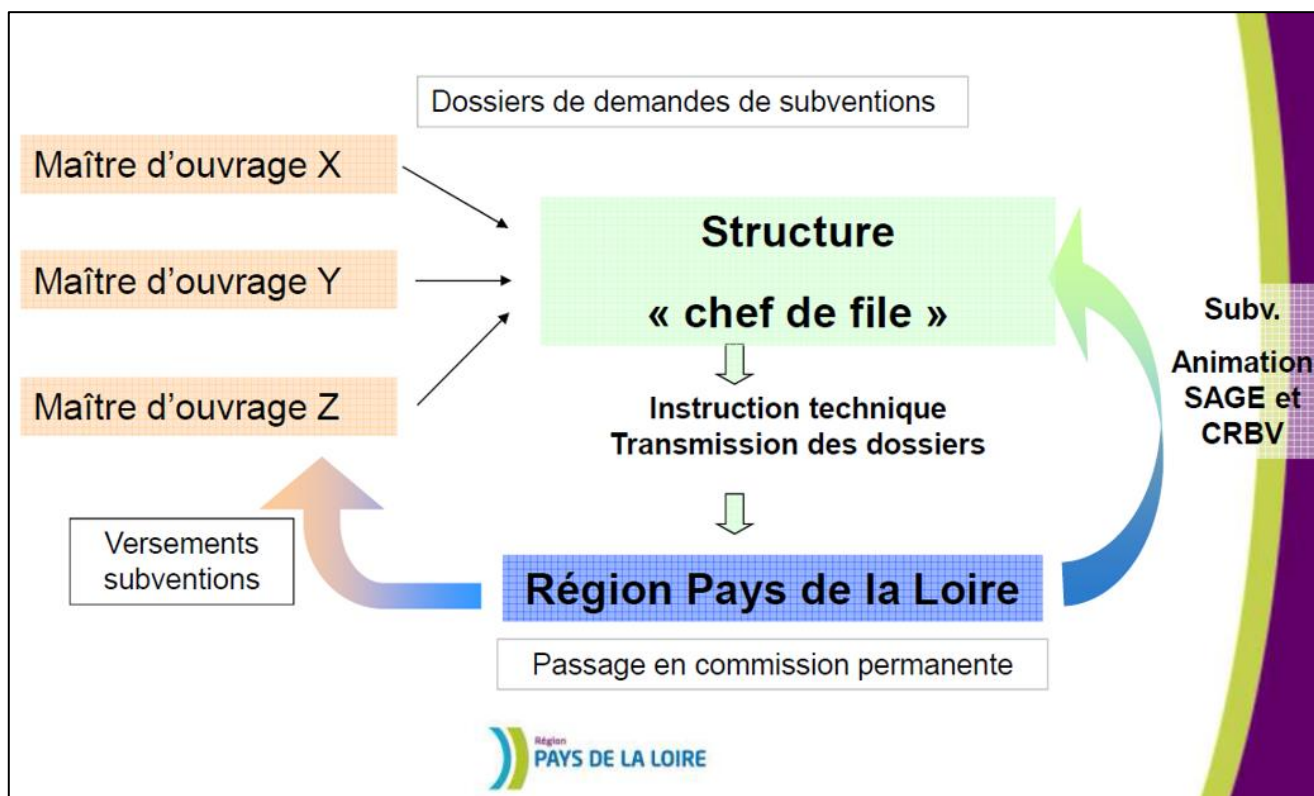 Dossiers de demandes de subventions
Maître d'ouvrage X
Maître d'ouvrage Y
Maître d'ouvrage Z
Structure
« chef de file »
Instruction technique
Transmission des dossiers
Subv.
Animation
SAGE et
CRBV
Versements
subventions
Région Pays de la Loire
Passage en commission permanente
Région
PAYS DE LA LOIRE